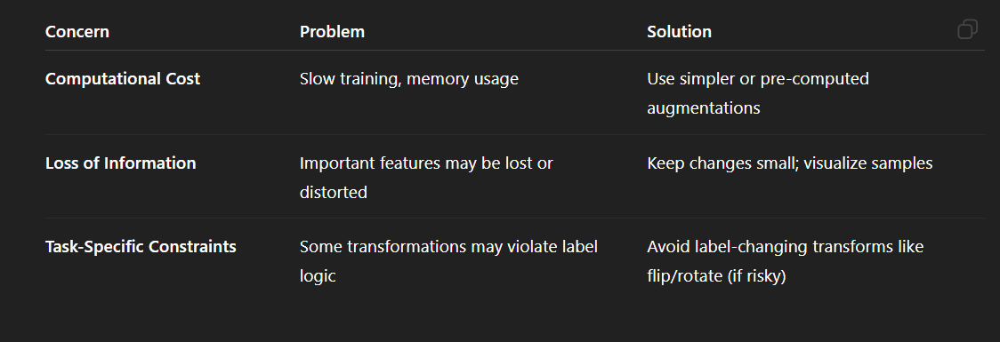 Concern Problem Solution
Computational Cost Slow training, memory usage Use simpler or pre-computed
augmentations
Loss of Information Important features may be lost or Keep changes small; visualize samples
distorted
Task-Specific Constraints Some transformations may violate label Avoid label-changing transforms like
logic flip/rotate (if risky)